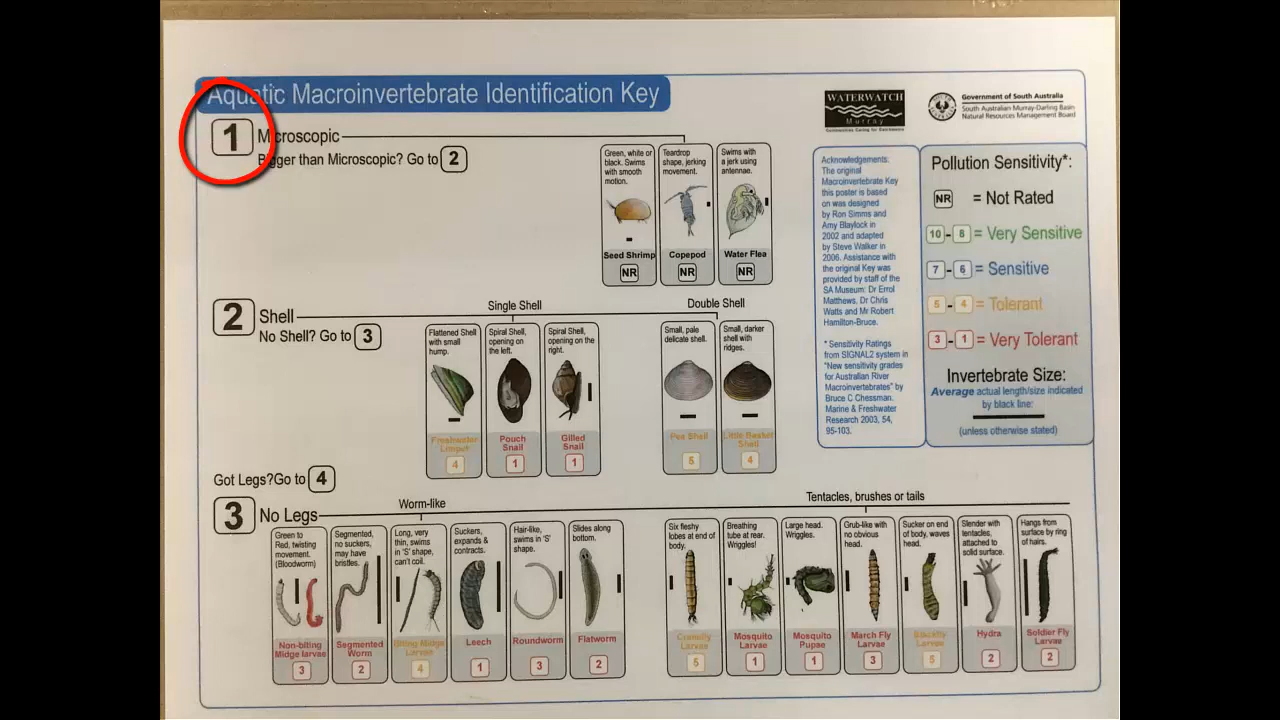 Aquatic Macroinvertebrate Identification Key
WATERWATCH
Murray
Communities Caring for Catchments
Government of South Australia
South Australian Murray-Darling Basin
Natural Resources Management Board
1 Microscopic
Bigger than Microscopic? Go to 2
Green, white or
black. Swims
with smooth
motion.
Seed Shrimp
NR
Teardrop
shape, jerking
movement.
Copepod
NR
Swims with
a jerk using
antennae.
Water Flea
NR
Acknowledgements:
The original
Macroinvertebrate Key
this poster is based
on was designed
by Ron Simms and
Amy Blaylock in
2002 and adapted
by Steve Walker in
2006. Assistance with
the original Key was
provided by staff of the
SA Museum: Dr Errol
Matthews, Dr Chris
Watts and Mr Robert
Hamilton-Bruce.
* Sensitivity Ratings
from SIGNAL2 system in
"New sensitivity grades
for Australian River
Macroinvertebrates" by
Bruce C Chessman.
Marine & Freshwater
Research 2003, 54,
95-103.
Pollution Sensitivity*:
NR = Not Rated
10 - 8 = Very Sensitive
7 - 6 = Sensitive
5 - 4 = Tolerant
3 - 1 = Very Tolerant
Invertebrate Size:
Average actual length/size indicated
by black line:
(unless otherwise stated)
2 Shell
No Shell? Go to 3
Single Shell
Flattened Shell
with small
hump.
Freshwater
Limpet
4
Spiral Shell,
opening on
the left.
Pouch
Snail
1
Spiral Shell,
opening on the
right.
Gilled
Snail
1
Double Shell
Small, pale
delicate shell.
Pea Shell
5
Small, darker
shell with
ridges.
Little Basket
Shell
4
Got Legs?Go to 4
3 No Legs
Worm-like
Green to
Red, twisting
movement.
(Bloodworm)
Non-biting
Midge larvae
3
Segmented,
no suckers,
may have
bristles.
Segmented
Worm
2
Long, very
thin, swims
in 'S' shape,
can't coil.
Biting Midge
Larvae
4
Suckers,
expands &
contracts.
Leech
1
Hair-like,
swims in 'S'
shape.
Roundworm
3
Slides along
bottom.
Flatworm
2
Tentacles, brushes or tails
Six fleshy
lobes at end of
body.
Cranefly
Larvae
5
Breathing
tube at rear.
Wriggles!
Mosquito
Larvae
1
Large head.
Wriggles.
Mosquito
Pupae
1
Grub-like with
no obvious
head.
March Fly
Larvae
3
Sucker on end
of body, waves
head.
Blackfly
Larvae
5
Slender with
tentacles,
attached to
solid surface.
Hydra
2
Hangs from
surface by ring
of hairs.
Soldier Fly
Larvae
2